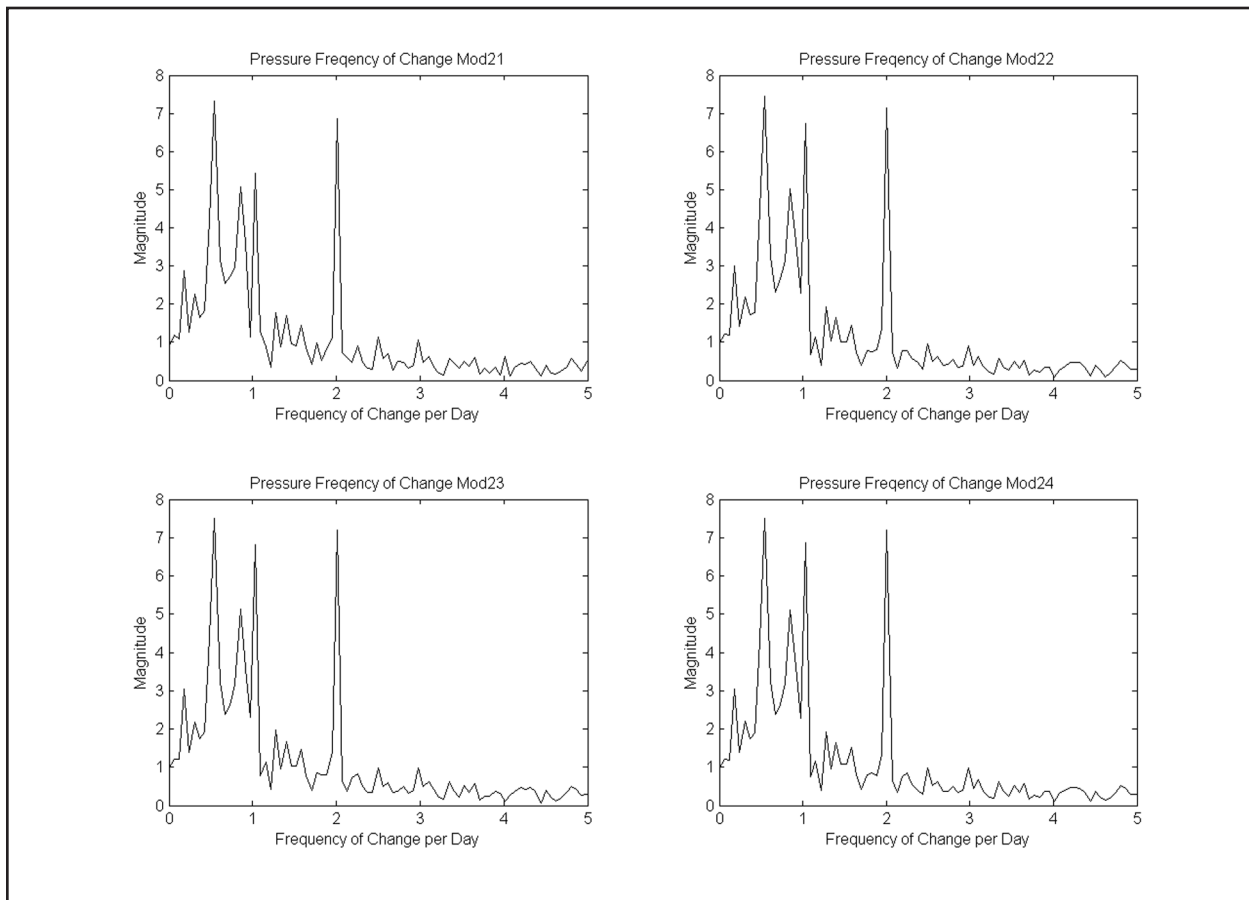 Pressure Freqency of Change Mod21
8
7
6
5
4
3
2
1
0
Magnitude
0 1 2 3 4 5
Frequency of Change per Day
Pressure Freqency of Change Mod22
8
7
6
5
4
3
2
1
0
Magnitude
0 1 2 3 4 5
Frequency of Change per Day
Pressure Freqency of Change Mod23
8
7
6
5
4
3
2
1
0
Magnitude
0 1 2 3 4 5
Frequency of Change per Day
Pressure Freqency of Change Mod24
8
7
6
5
4
3
2
1
0
Magnitude
0 1 2 3 4 5
Frequency of Change per Day